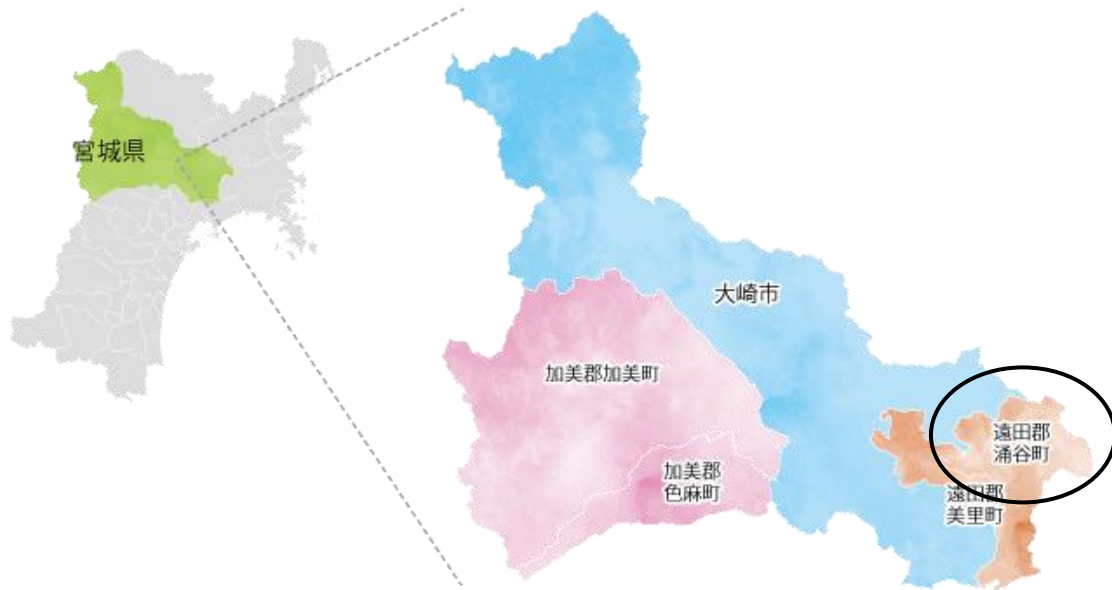 宮城県
大崎市
加美郡加美町
遠田郡
涌谷町
加美郡
色麻町
遠田郡
美里町